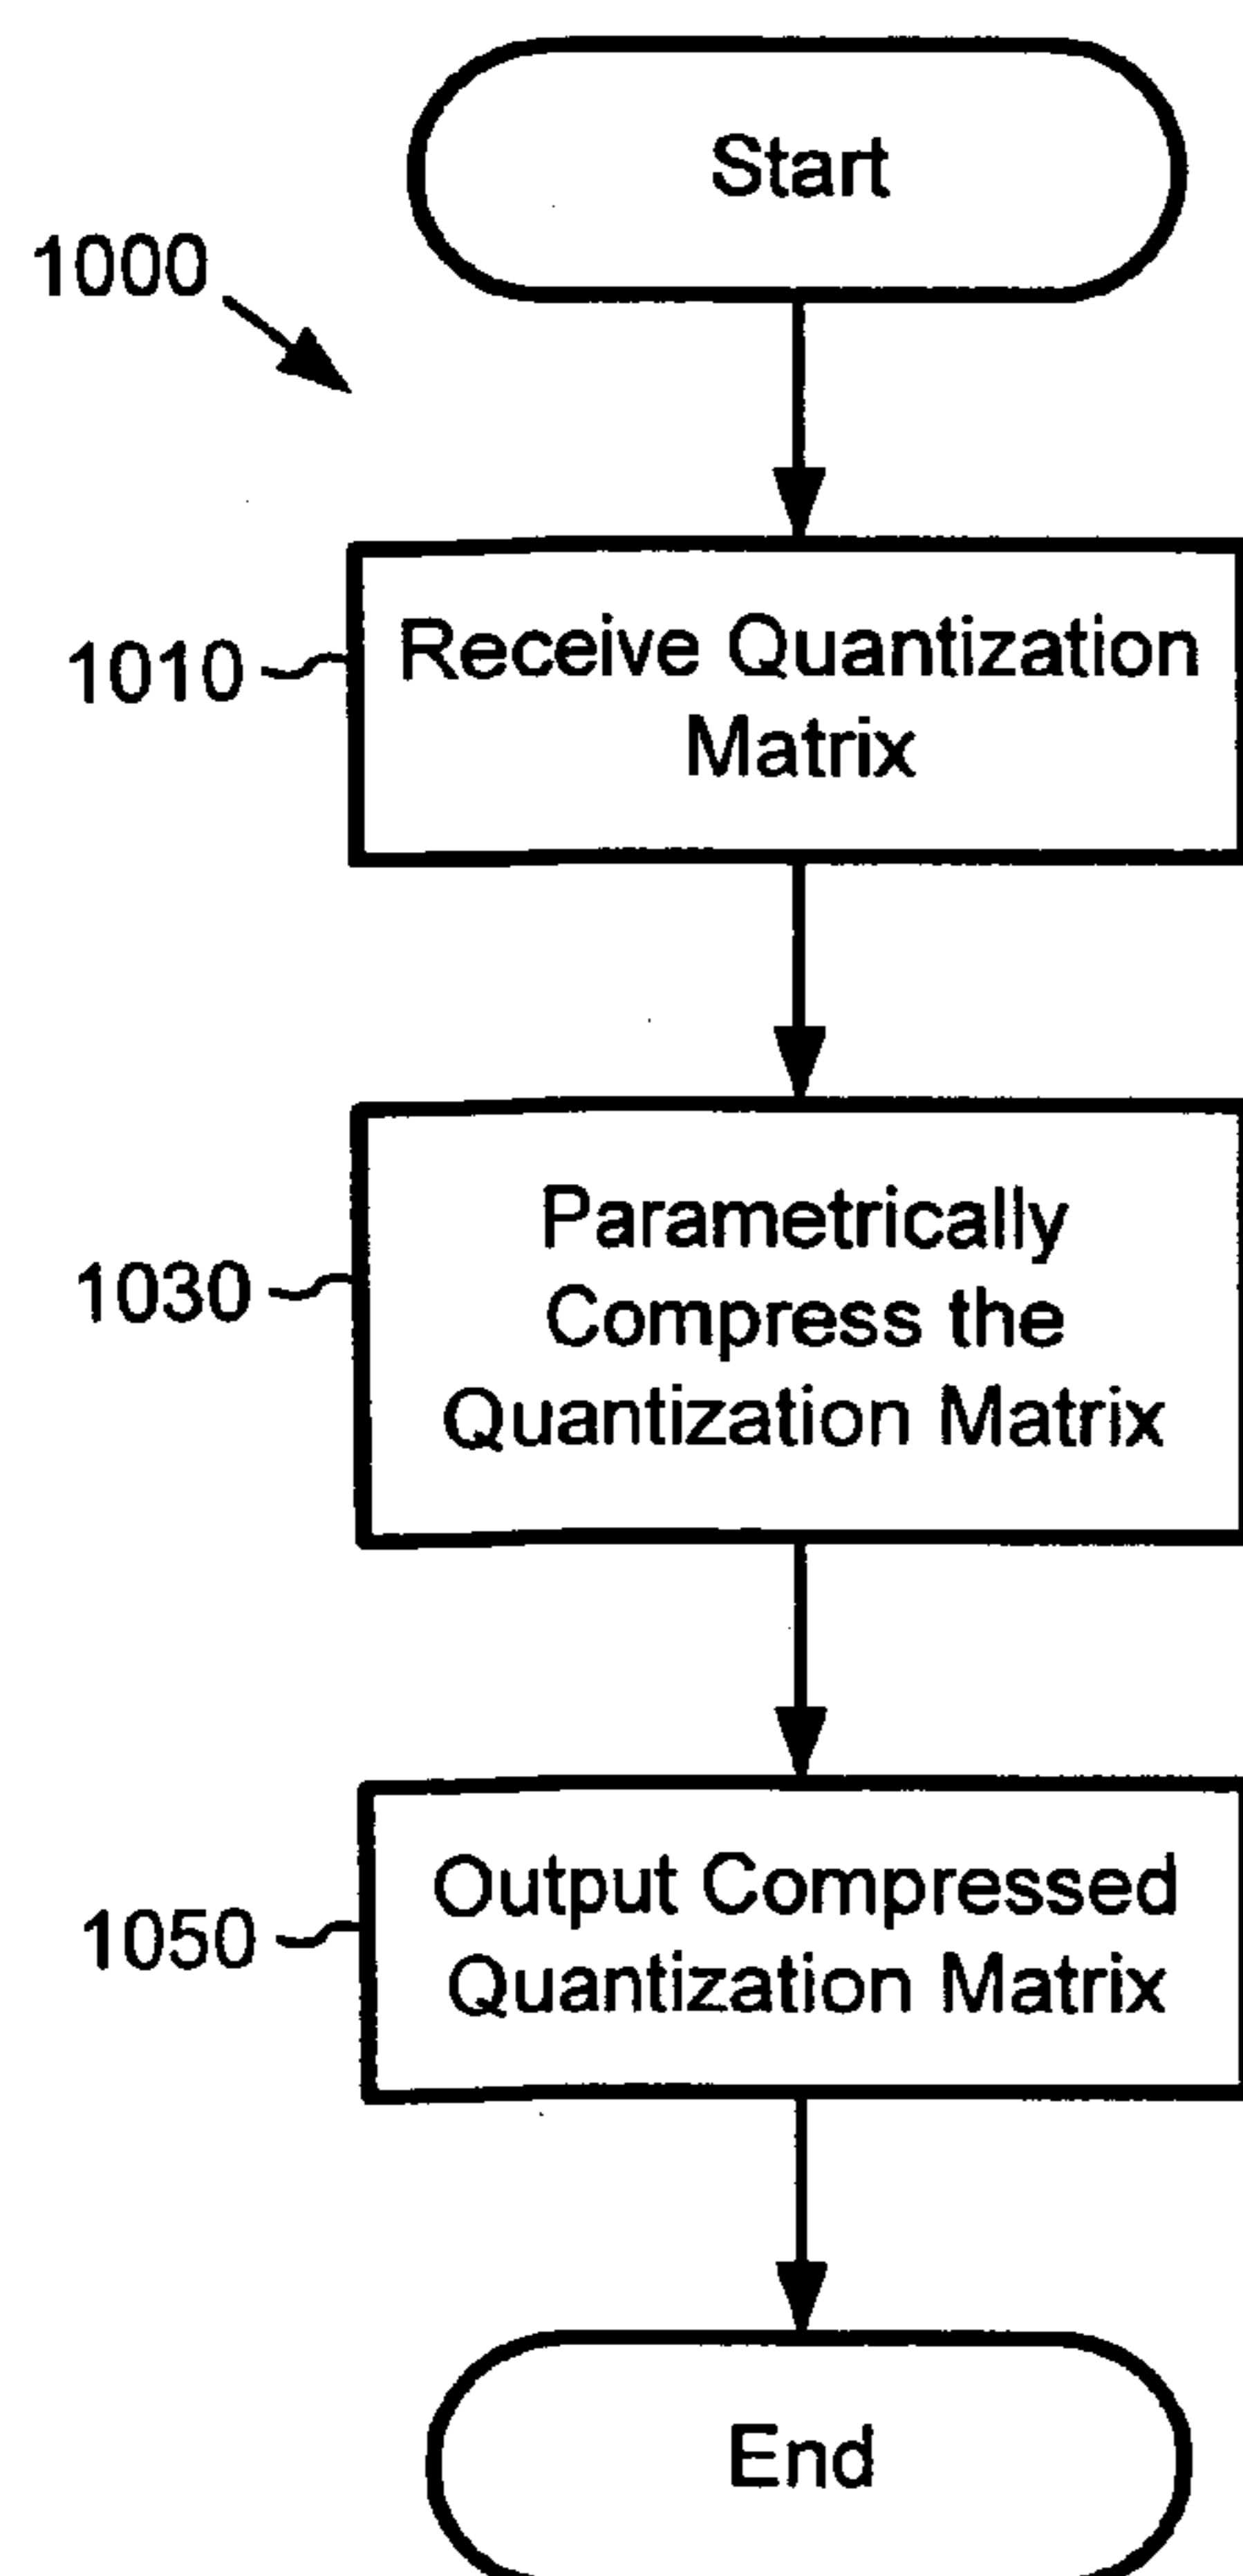 Start
1000
1010
Receive Quantization
Matrix
1030
Parametrically
Compress the
Quantization Matrix
1050
Output Compressed
Quantization Matrix
End